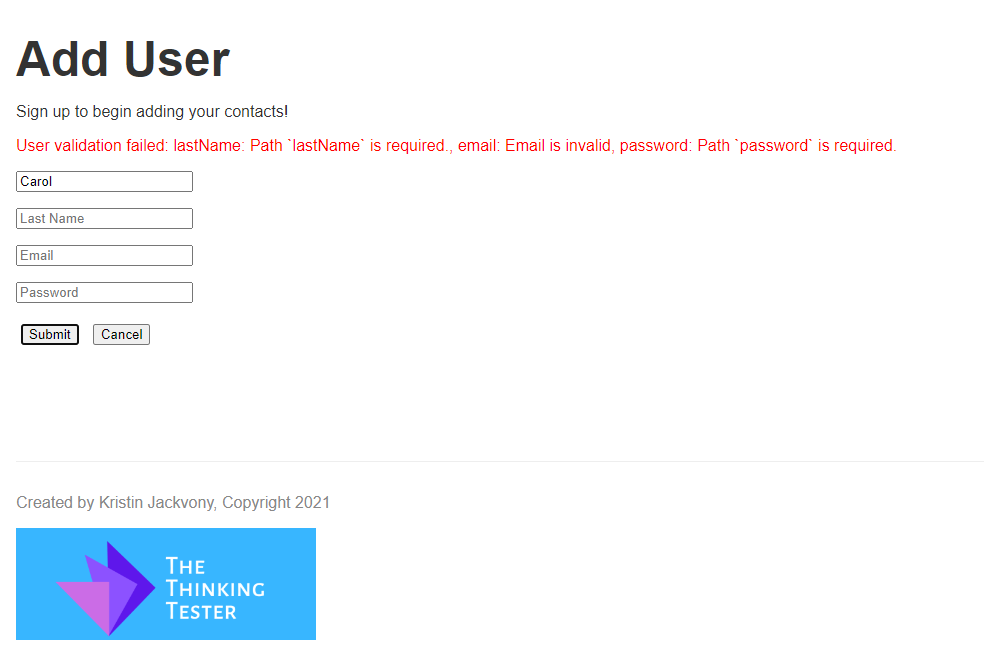 Add User
Sign up to begin adding your contacts!
User validation failed: lastName: Path `lastName` is required., email: Email is invalid, password: Path `password` is required.
Carol
Last Name
Email
Password
Submit Cancel
Created by Kristin Jackvony, Copyright 2021
The
Thinking
Tester